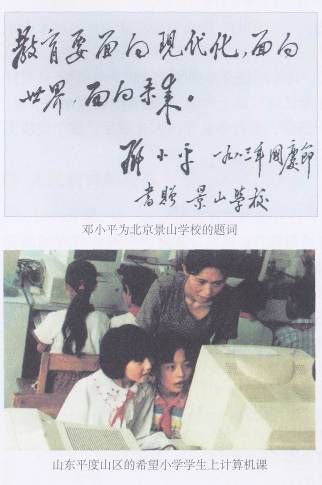 教育要面向现代化,面向
世界,面向未来。
邓小平 一九八三年国庆节
书赠 景山学校
邓小平为北京景山学校的题词
山东平度山区的希望小学学生上计算机课